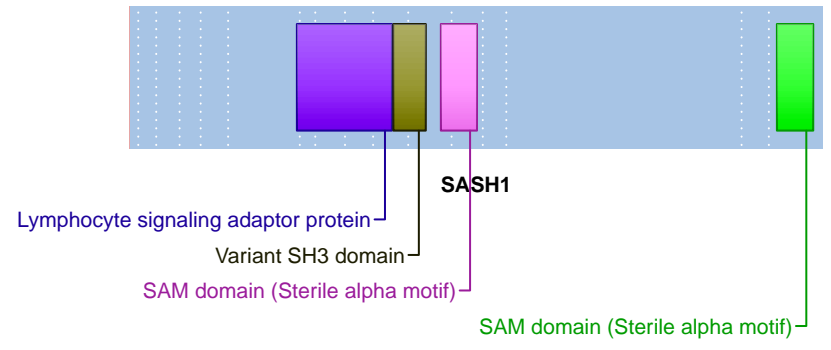 SASH1
Lymphocyte signaling adaptor protein
Variant SH3 domain
SAM domain (Sterile alpha motif)
SAM domain (Sterile alpha motif)